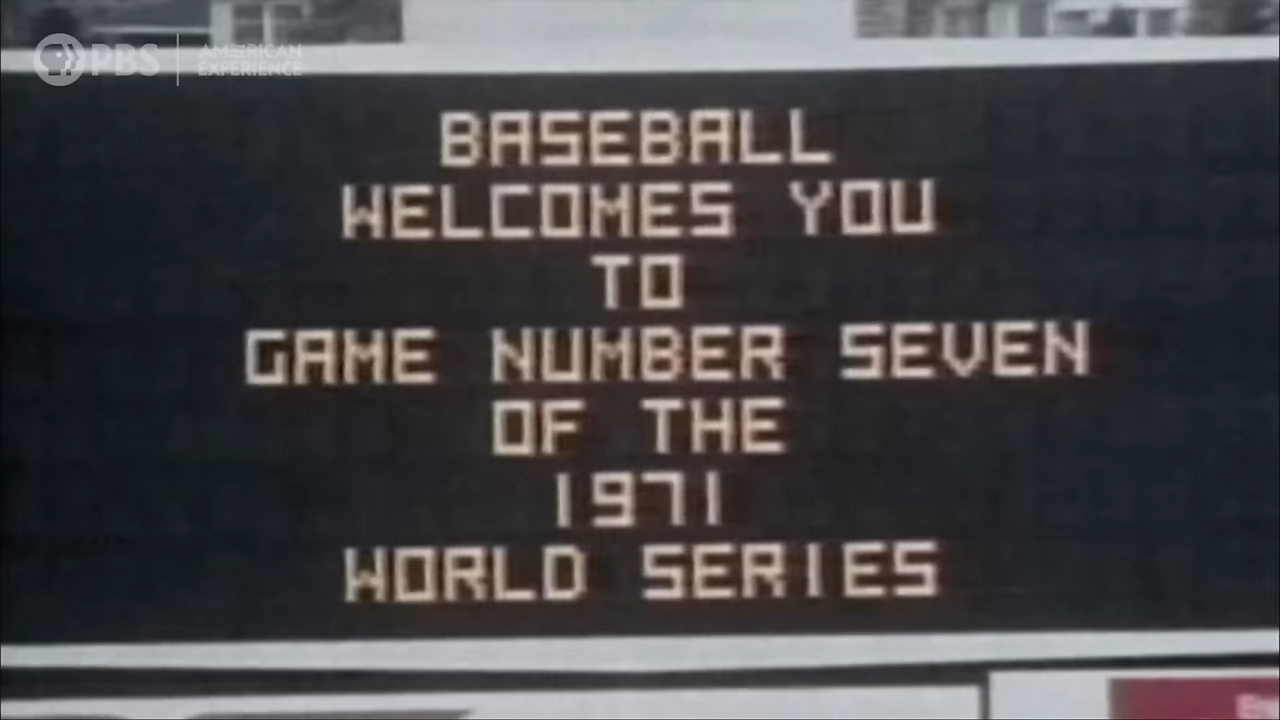 PBS
AMERICAN
EXPERIENCE
BASEBALL
WELCOMES YOU
TO
GAME NUMBER SEVEN
OF THE
1971
WORLD SERIES